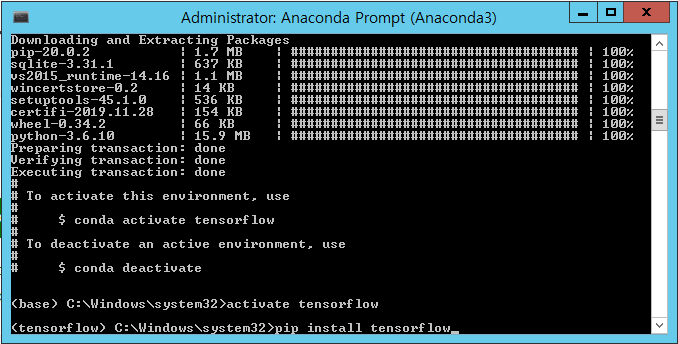 Administrator: Anaconda Prompt (Anaconda3)
Downloading and Extracting Packages
pip-20.0.2 | 1.7 MB | ##################################### | 100%
sqlite-3.31.1 | 637 KB | ##################################### | 100%
vs2015_runtime-14.16 | 1.1 MB | ##################################### | 100%
wincertstore-0.2 | 14 KB | ##################################### | 100%
setuptools-45.1.0 | 536 KB | ##################################### | 100%
certifi-2019.11.28 | 154 KB | ##################################### | 100%
wheel-0.34.2 | 66 KB | ##################################### | 100%
python-3.6.10 | 15.9 MB | ##################################### | 100%
Preparing transaction: done
Verifying transaction: done
Executing transaction: done
#
# To activate this environment, use
#
#     $ conda activate tensorflow
#
# To deactivate an active environment, use
#
#     $ conda deactivate
(base) C:\Windows\system32>activate tensorflow
(tensorflow) C:\Windows\system32>pip install tensorflow_